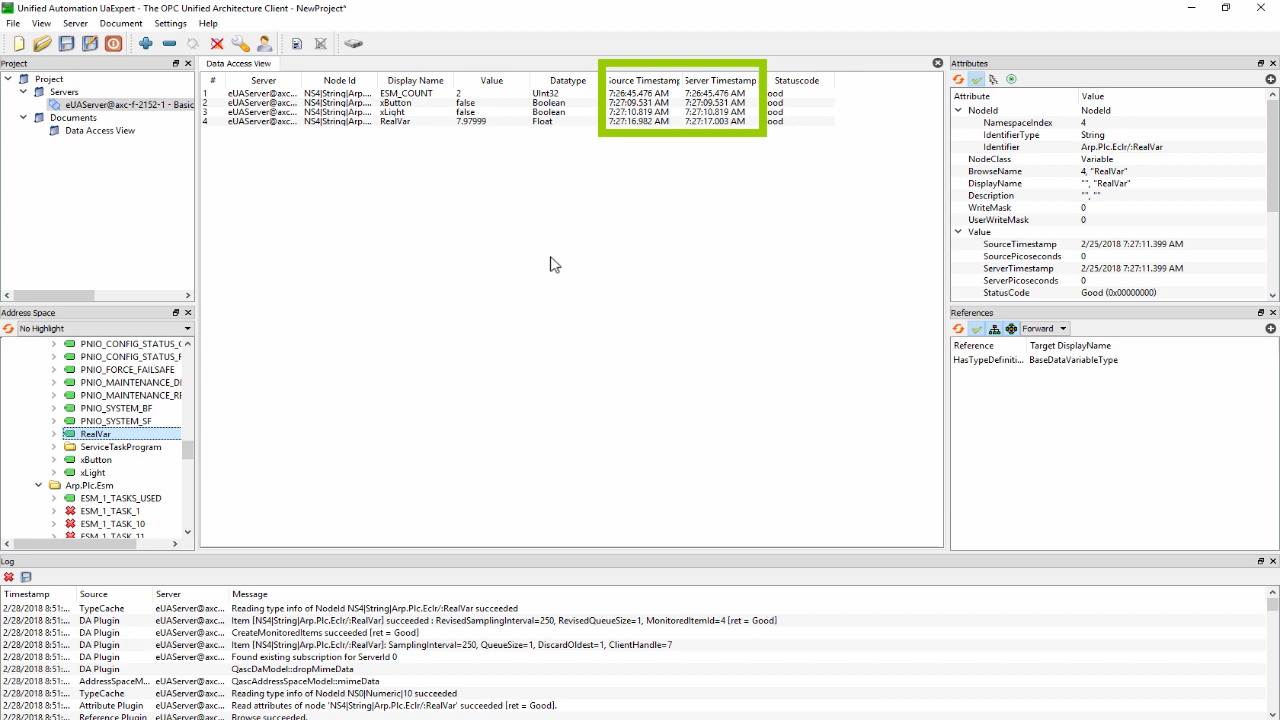 Unified Automation UaExpert - The OPC Unified Architecture Client - NewProject*
File View Server Document Settings Help
Project
Project
Servers
eUAServer@axc-f-2152-1 - Basic
Documents
Data Access View
Address Space
No Highlight
PNIO_CONFIG_STATUS_
PNIO_CONFIG_STATUS_F
PNIO_FORCE_FAILSAFE
PNIO_MAINTENANCE_DI
PNIO_MAINTENANCE_RE
PNIO_SYSTEM_BF
PNIO_SYSTEM_SF
RealVar
ServiceTaskProgram
xButton
xLight
Arp.Plc.Esm
ESM_1_TASKS_USED
ESM_1_TASK_1
ESM_1_TASK_10
ESM_1_TASK_11
Data Access View
# Server Node Id Display Name Value Datatype ource Timestamp Server Timestamp Statuscode
1 eUAServer@axc... NS4|String|Arp.... ESM_COUNT 2 UInt32 7:26:45.476 AM 7:26:45.476 AM ood
2 eUAServer@axc... NS4|String|Arp.... xButton false Boolean 7:27:09.531 AM 7:27:09.531 AM ood
3 eUAServer@axc... NS4|String|Arp.... xLight false Boolean 7:27:10.819 AM 7:27:10.819 AM ood
4 eUAServer@axc... NS4|String|Arp.... RealVar 7.97999 Float 7:27:16.982 AM 7:27:17.003 AM ood
Attributes
Attribute Value
NodeId NodeId
NamespaceIndex 4
IdentifierType String
Identifier Arp.Plc.Eclr/:RealVar
NodeClass Variable
BrowseName 4, "RealVar"
DisplayName "", "RealVar"
Description "", ""
WriteMask 0
UserWriteMask 0
Value
SourceTimestamp 2/25/2018 7:27:11.399 AM
SourcePicoseconds 0
ServerTimestamp 2/25/2018 7:27:11.399 AM
ServerPicoseconds 0
StatusCode Good (0x00000000)
References
Forward
Reference Target DisplayName
HasTypeDefiniti... BaseDataVariableType
Log
Timestamp Source Server Message
2/28/2018 8:51:... TypeCache eUAServer@axc... Reading type info of NodeId NS4|String|Arp.Plc.Eclr/:RealVar succeeded
2/28/2018 8:51:... DA Plugin eUAServer@axc... Item [NS4|String|Arp.Plc.Eclr/:RealVar] succeeded : RevisedSamplingInterval=250, RevisedQueueSize=1, MonitoredItemId=4 [ret = Good]
2/28/2018 8:51:... DA Plugin eUAServer@axc... CreateMonitoredItems succeeded [ret = Good]
2/28/2018 8:51:... DA Plugin eUAServer@axc... Item [NS4|String|Arp.Plc.Eclr/:RealVar]: SamplingInterval=250, QueueSize=1, DiscardOldest=1, ClientHandle=7
2/28/2018 8:51:... DA Plugin eUAServer@axc... Found existing subscription for ServerId 0
2/28/2018 8:51:... DA Plugin eUAServer@axc... QascDaModel::dropMimeData
2/28/2018 8:51:... AddressSpaceM... eUAServer@axc... QascAddressSpaceModel::mimeData
2/28/2018 8:51:... TypeCache eUAServer@axc... Reading type info of NodeId NS0|Numeric|10 succeeded
2/28/2018 8:51:... Attribute Plugin eUAServer@axc... Read attributes of node 'NS4|String|Arp.Plc.Eclr/:RealVar' succeeded [ret = Good].
2/28/2018 8:51:... Reference Plugin eUAServer@axc... Browse succeeded.